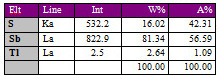 Elt Line Int W% A%
S Ka 532.2 16.02 42.31
Sb La 822.9 81.34 56.59
Tl La 2.5 2.64 1.09
100.00 100.00